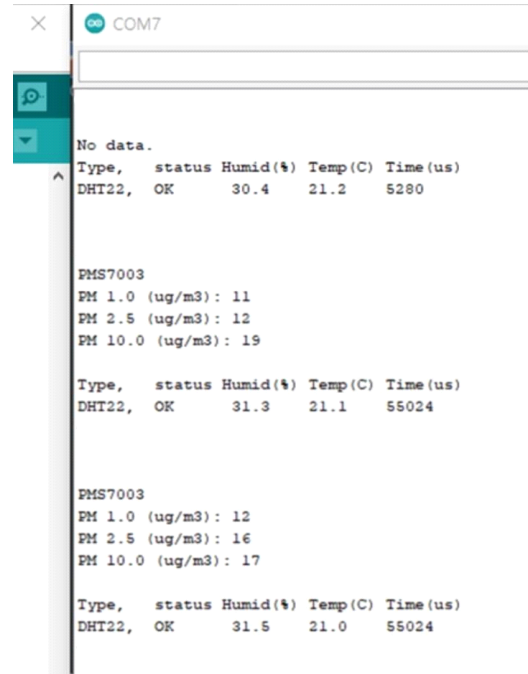 COM7
No data.
Type, status Humid(%) Temp(C) Time(us)
DHT22, OK 30.4 21.2 5280
PMS7003
PM 1.0 (ug/m3): 11
PM 2.5 (ug/m3): 12
PM 10.0 (ug/m3): 19
Type, status Humid(%) Temp(C) Time(us)
DHT22, OK 31.3 21.1 55024
PMS7003
PM 1.0 (ug/m3): 12
PM 2.5 (ug/m3): 16
PM 10.0 (ug/m3): 17
Type, status Humid(%) Temp(C) Time(us)
DHT22, OK 31.5 21.0 55024